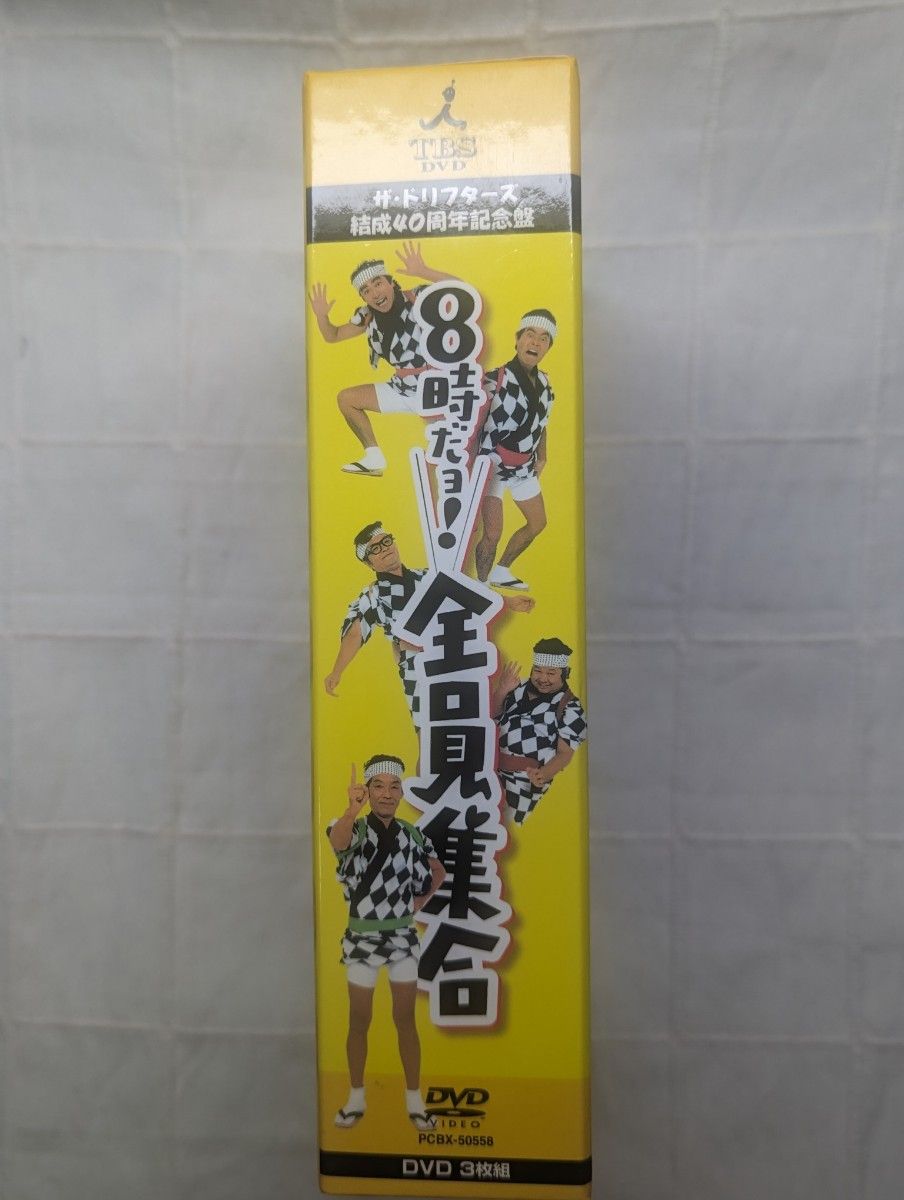 TBS
DVD
ザ・ドリフターズ
結成40周年記念盤
8時だョ!
全員集合
DVD
VIDEO
PCBX-50558
DVD 3枚組